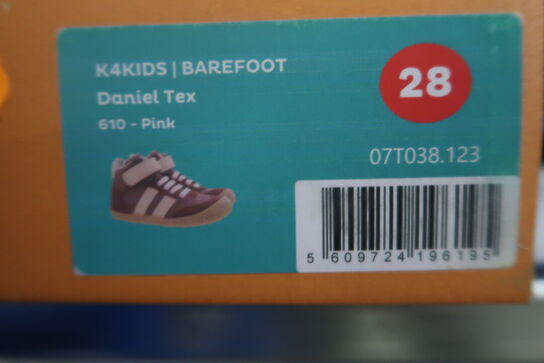 K4KIDS | BAREFOOT
Daniel Tex
610 - Pink
28
07T038.123
5 609724 196195